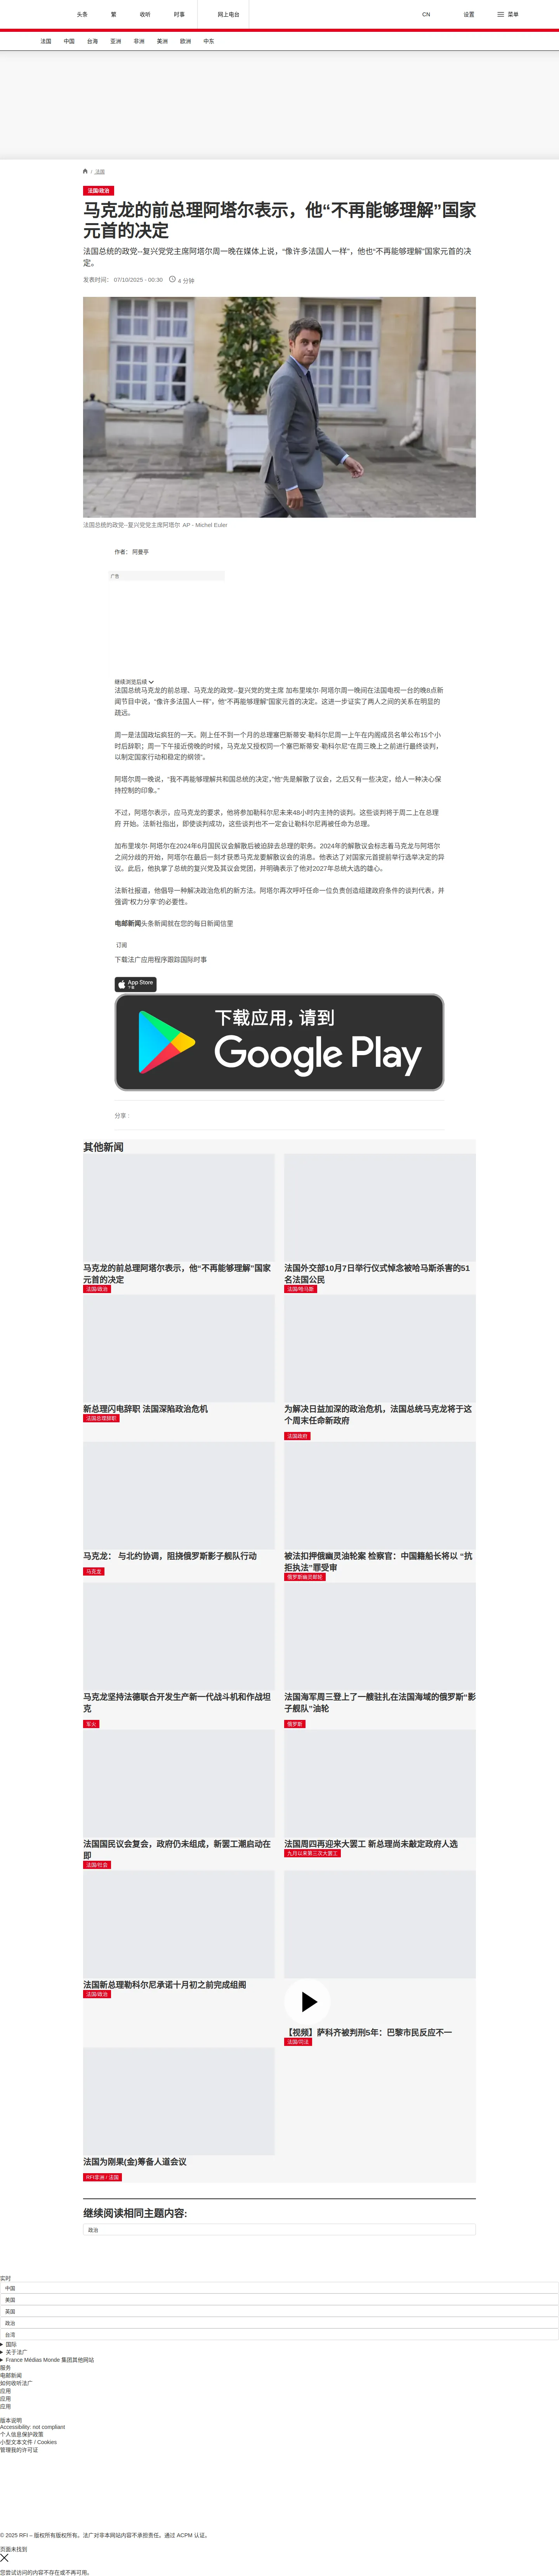 头条
繁
收听
时事
网上电台
CN
设置
菜单
法国
中国
台湾
亚洲
非洲
美洲
欧洲
中东
/ 法国
法国/政治
马克龙的前总理阿塔尔表示，他“不再能够理解”国家
元首的决定
法国总统的政党--复兴党党主席阿塔尔周一晚在媒体上说，“像许多法国人一样”，他也“不再能够理解”国家元首的决
定。
发表时间： 07/10/2025 - 00:30
4 分钟
法国总统的政党--复兴党党主席阿塔尔 AP - Michel Euler
作者： 阿曼亭
广告
继续浏览后续
法国总统马克龙的前总理、马克龙的政党--复兴党的党主席 加布里埃尔·阿塔尔周一晚间在法国电视一台的晚8点新
闻节目中说，“像许多法国人一样”，他“不再能够理解”国家元首的决定。这进一步证实了两人之间的关系在明显的
疏远。
周一是法国政坛疯狂的一天。刚上任不到一个月的总理塞巴斯蒂安·勒科尔尼周一上午在内阁成员名单公布15个小
时后辞职；周一下午接近傍晚的时候，马克龙又授权同一个塞巴斯蒂安·勒科尔尼“在周三晚上之前进行最终谈判，
以制定国家行动和稳定的纲领”。
阿塔尔周一晚说，“我不再能够理解共和国总统的决定，”他“先是解散了议会，之后又有一些决定，给人一种决心保
持控制的印象。”
不过，阿塔尔表示，应马克龙的要求，他将参加勒科尔尼未来48小时内主持的谈判。这些谈判将于周二上在总理
府 开始。法新社指出，即使谈判成功，这些谈判也不一定会让勒科尔尼再被任命为总理。
加布里埃尔·阿塔尔在2024年6月国民议会解散后被迫辞去总理的职务。2024年的解散议会标志着马克龙与阿塔尔
之间分歧的开始，阿塔尔在最后一刻才获悉马克龙要解散议会的消息。他表达了对国家元首提前举行选举决定的异
议。此后，他执掌了总统的复兴党及其议会党团，并明确表示了他对2027年总统大选的雄心。
法新社报道，他倡导一种解决政治危机的新方法。阿塔尔再次呼吁任命一位负责创造组建政府条件的谈判代表，并
强调“权力分享”的必要性。
电邮新闻头条新闻就在您的每日新闻信里
订阅
下载法广应用程序跟踪国际时事
App Store
下载
下载应用，请到
Google Play
分享 :
其他新闻
马克龙的前总理阿塔尔表示，他“不再能够理解”国家
元首的决定
法国/政治
法国外交部10月7日举行仪式悼念被哈马斯杀害的51
名法国公民
法国/哈马斯
新总理闪电辞职 法国深陷政治危机
法国总理辞职
为解决日益加深的政治危机，法国总统马克龙将于这
个周末任命新政府
法国政府
马克龙： 与北约协调，阻挠俄罗斯影子舰队行动
马克龙
被法扣押俄幽灵油轮案 检察官：中国籍船长将以 “抗
拒执法”罪受审
俄罗斯幽灵邮轮
马克龙坚持法德联合开发生产新一代战斗机和作战坦
克
军火
法国海军周三登上了一艘驻扎在法国海域的俄罗斯“影
子舰队”油轮
俄罗斯
法国国民议会复会，政府仍未组成，新罢工潮启动在
即
法国/社会
法国周四再迎来大罢工 新总理尚未敲定政府人选
九月以来第三次大罢工
法国新总理勒科尔尼承诺十月初之前完成组阁
法国/政治
【视频】萨科齐被判刑5年：巴黎市民反应不一
法国/司法
法国为刚果(金)筹备人道会议
RFI非洲 / 法国
继续阅读相同主题内容:
政治
实时
中国
美国
英国
政治
台湾
国际
关于法广
France Médias Monde 集团其他网站
服务
电邮新闻
如何收听法广
应用
应用
应用
版本说明
Accessibility: not compliant
个人信息保护政策
小型文本文件 / Cookies
管理我的许可证
© 2025 RFI – 版权所有版权所有。法广对非本网站内容不承担责任。通过 ACPM 认证。
页面未找到
您尝试访问的内容不存在或不再可用。